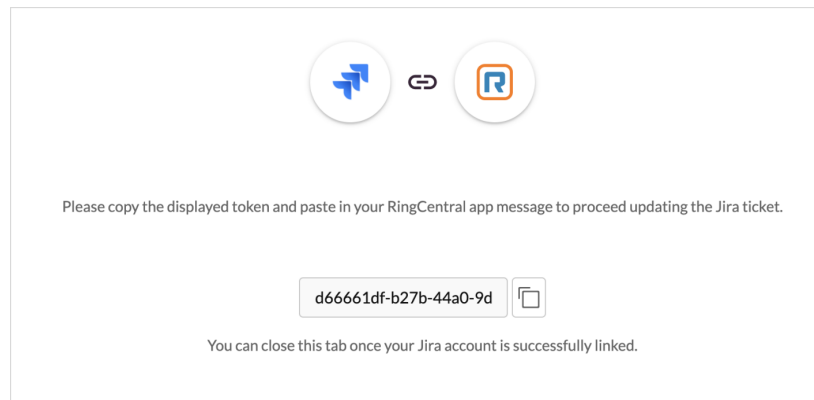 Please copy the displayed token and paste in your RingCentral app message to proceed updating the Jira ticket.
d66661df-b27b-44a0-9d
You can close this tab once your Jira account is successfully linked.